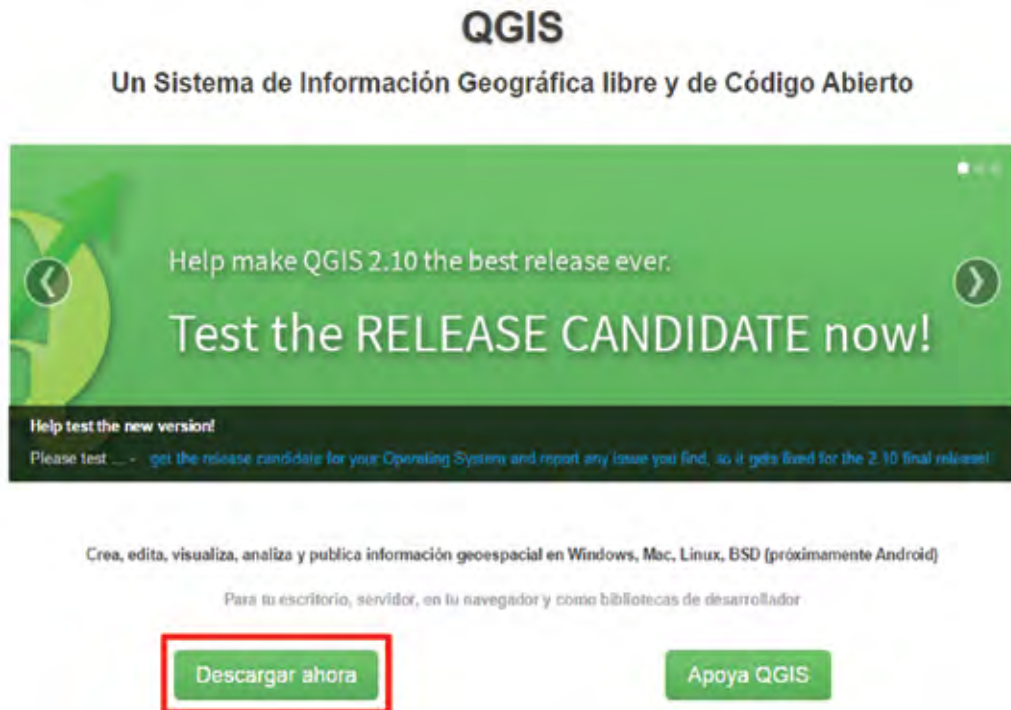 QGIS
Un Sistema de Información Geográfica libre y de Código Abierto
Help make QGIS 2.10 the best release ever.
Test the RELEASE CANDIDATE now!
Help test the new version!
Please test ... - get the release candidate for your Operating System and report any issue you find, so it gets fixed for the 2.10 final release!
Crea, edita, visualiza, analiza y publica información geoespacial en Windows, Mac, Linux, BSD (próximamente Android)
Para tu escritorio, servidor, en tu navegador y como bibliotecas de desarrollador
Descargar ahora
Apoya QGIS